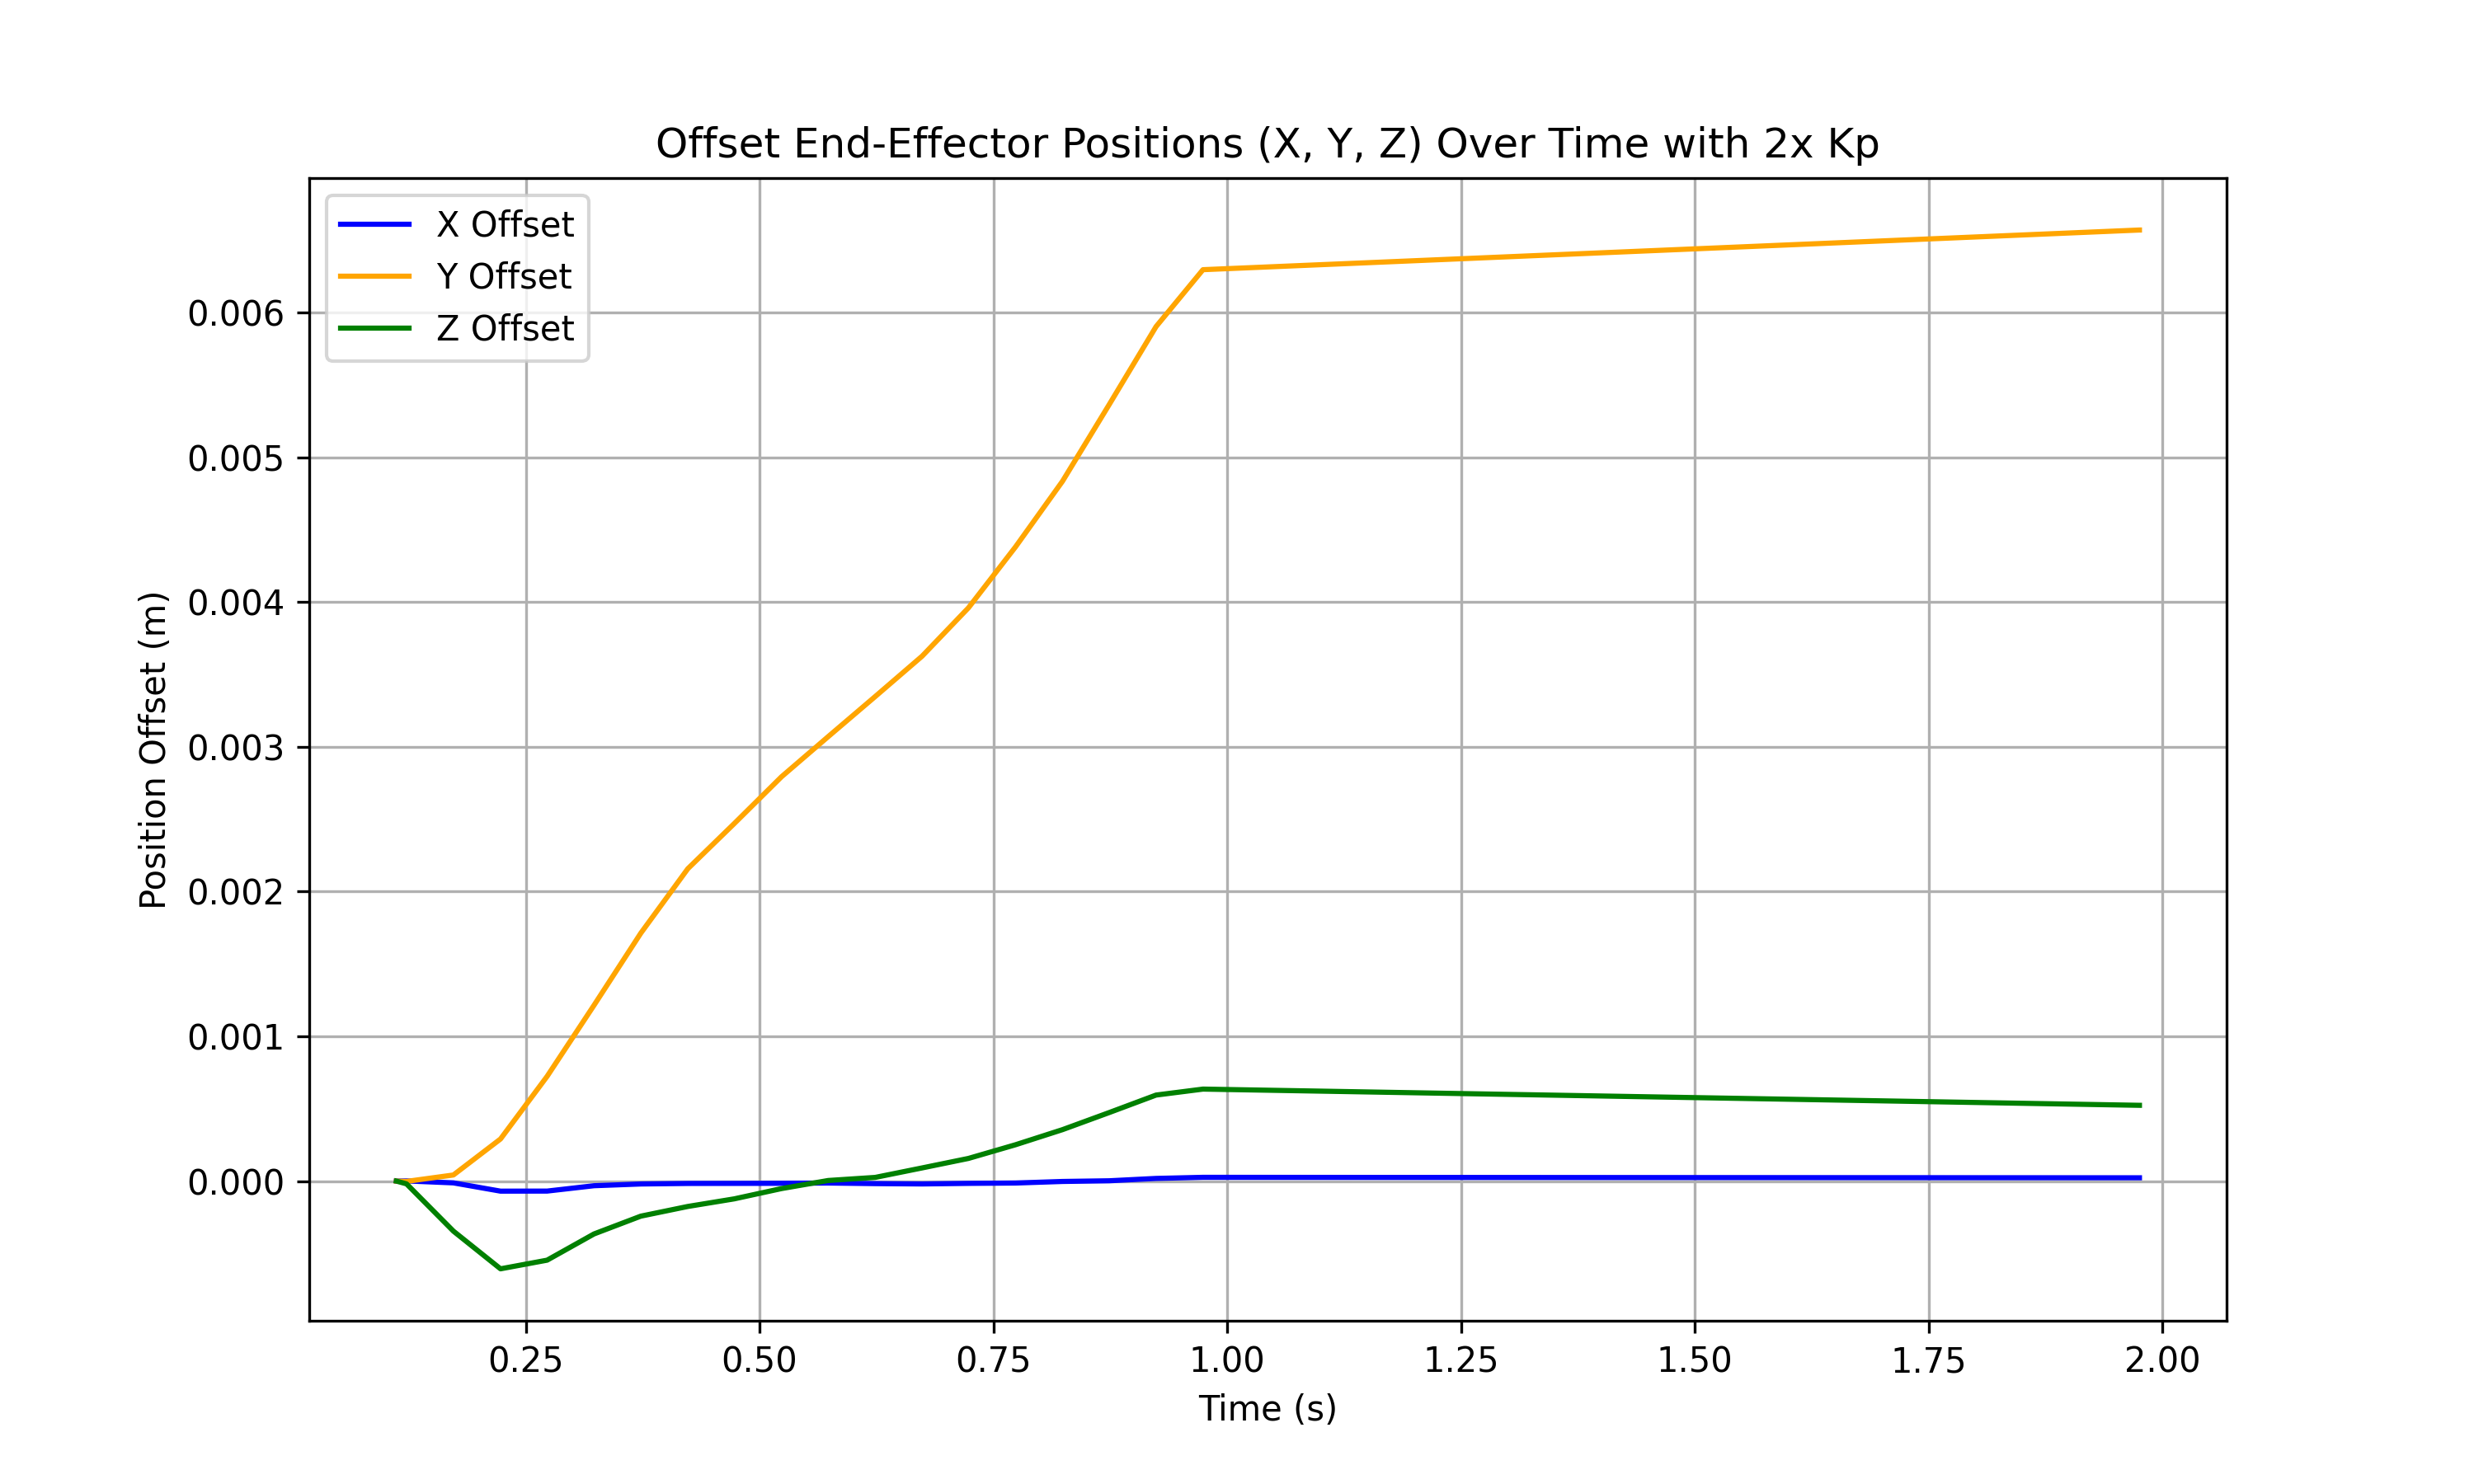 Offset End-Effector Positions (X, Y, Z) Over Time with 2x Kp
X Offset
Y Offset
Z Offset
0.006
0.005
0.004
0.003
0.002
0.001
0.000
Position Offset (m)
0.25 0.50 0.75 1.00 1.25 1.50 1.75 2.00
Time (s)